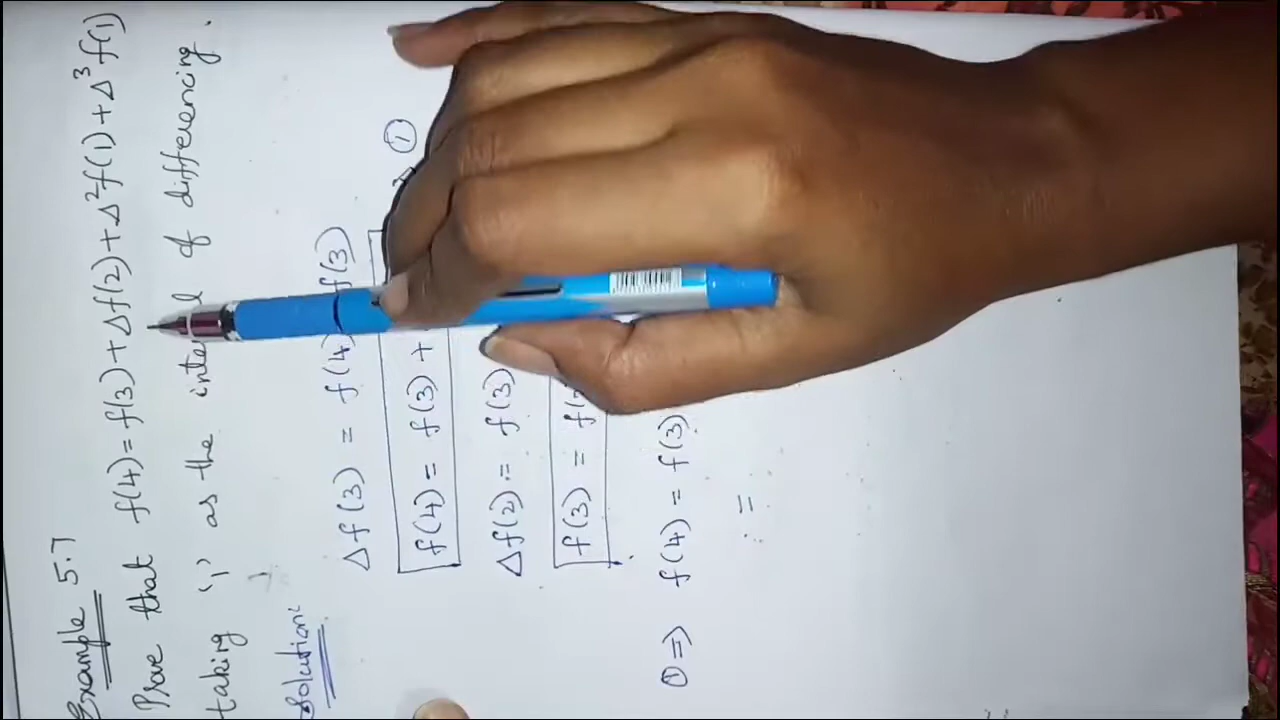 Example 5.7
Prove that f(4) = f(3) + Δf(2) + Δ²f(1) + Δ³f(1)
taking '1' as the of differencing.
Solution:
Δf(3) = f(4) f(3)
f(4) = f(3) + ①
Δf(2) = f(3)
f(3) =
① ⇒ f(4) = f(3)
=